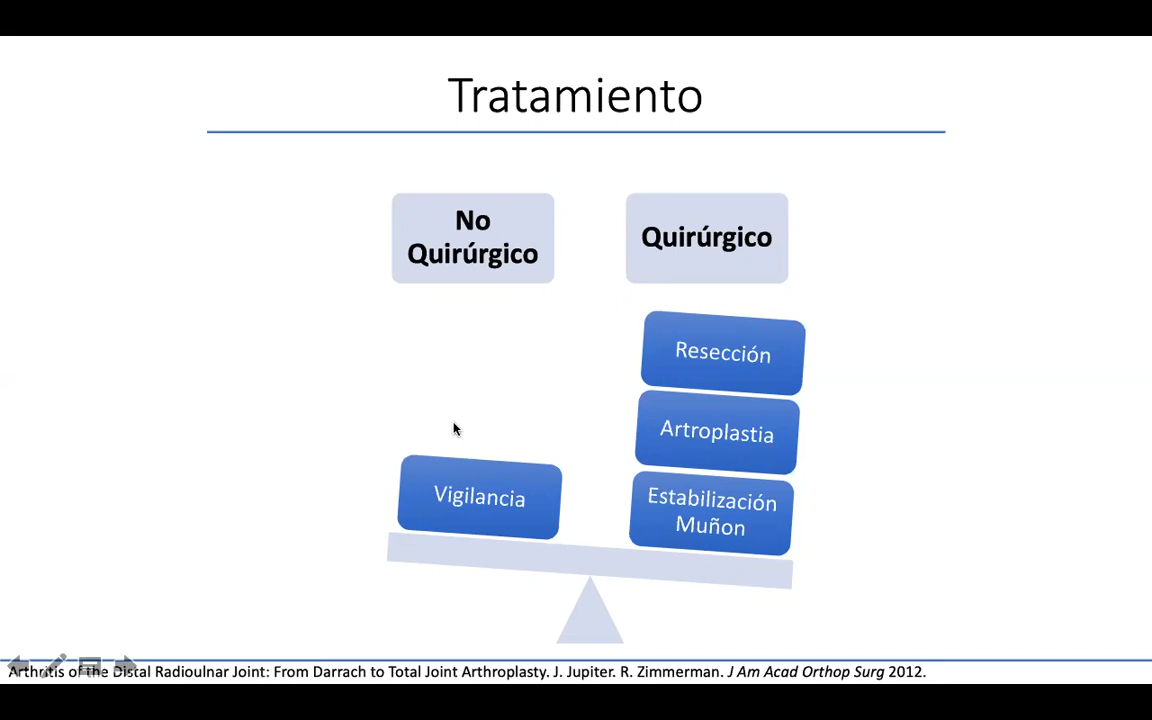 Tratamiento
No
Quirúrgico
Quirúrgico
Resección
Artroplastia
Vigilancia
Estabilización
Muñon
Arthritis of the Distal Radioulnar Joint: From Darrach to Total Joint Arthroplasty. J. Jupiter. R. Zimmerman. J Am Acad Orthop Surg 2012.